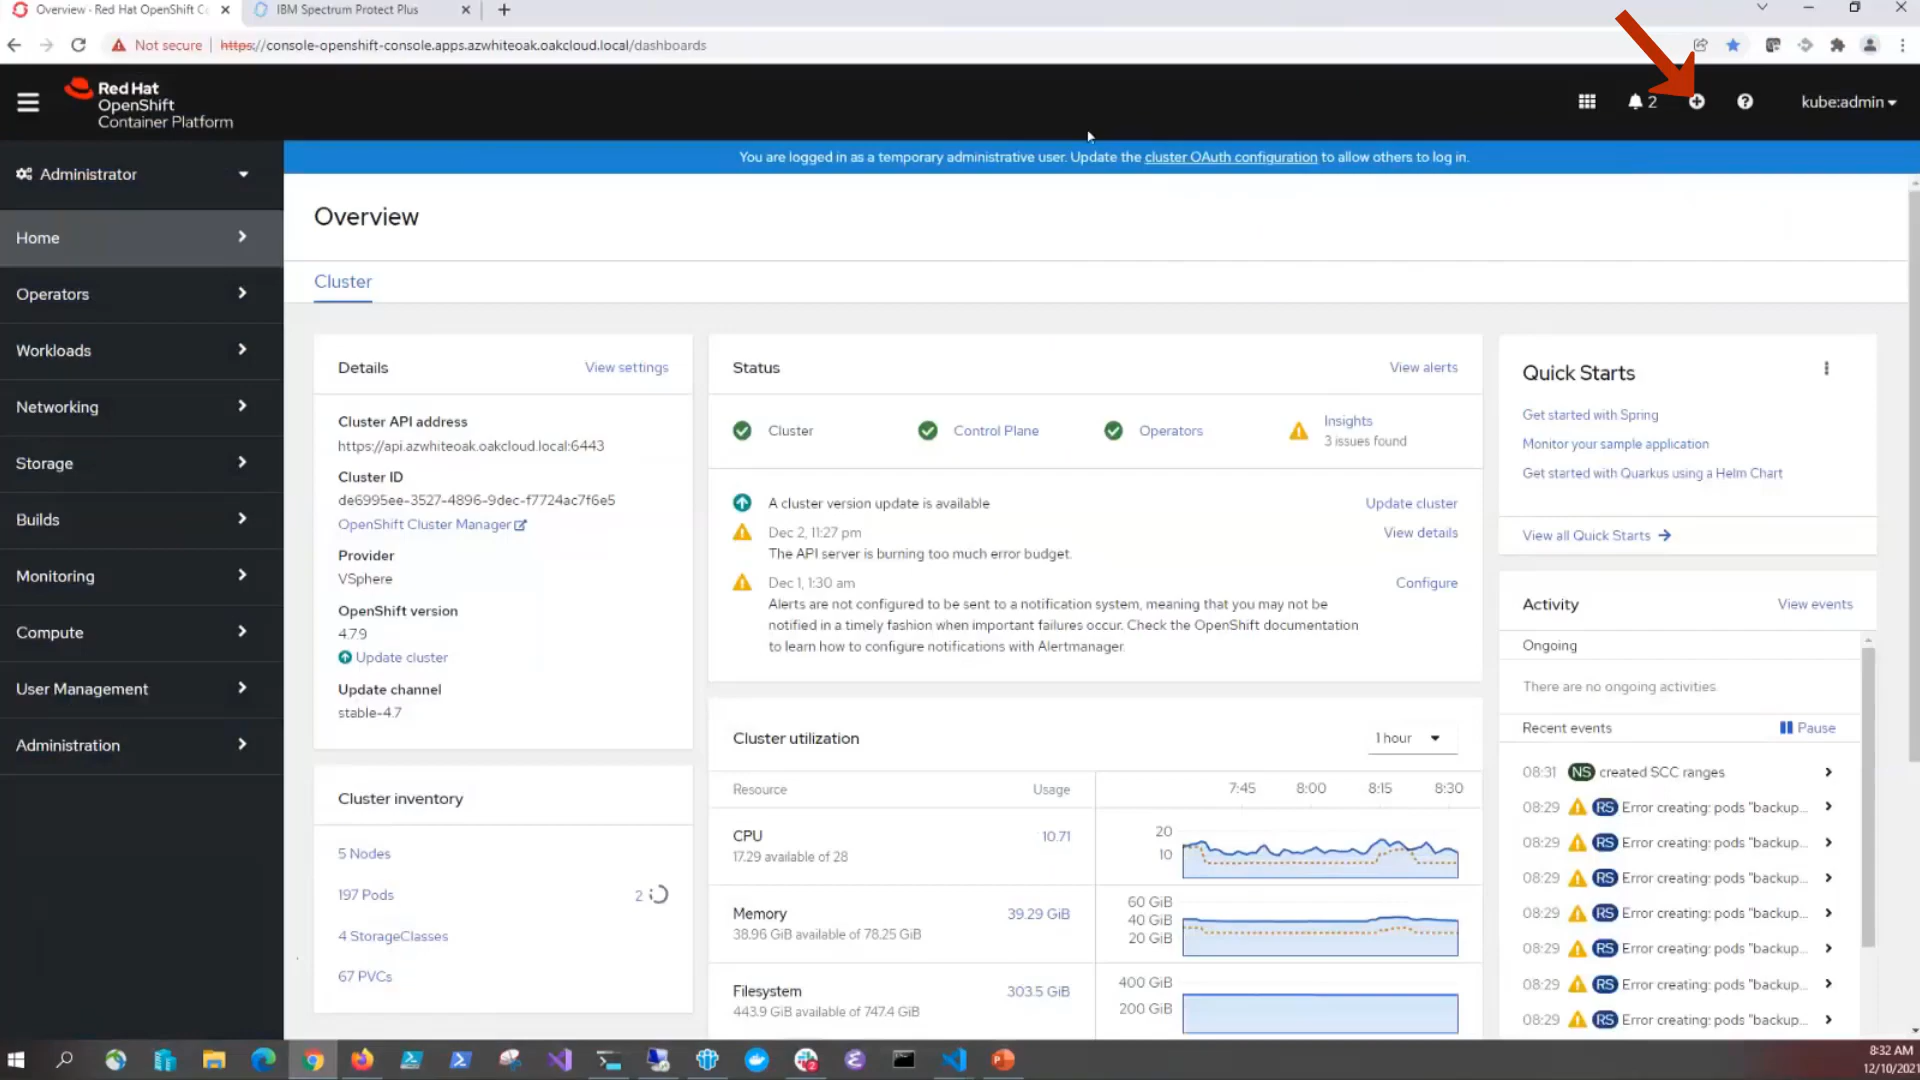 Overview - Red Hat OpenShift C
IBM Spectrum Protect Plus
Not secure
https://console-openshift-console.apps.azwhiteoak.oakcloud.local/dashboards
Red Hat
OpenShift
Container Platform
2
kube:admin
You are logged in as a temporary administrative user. Update the cluster OAuth configuration to allow others to log in.
Administrator
Home
Operators
Workloads
Networking
Storage
Builds
Monitoring
Compute
User Management
Administration
Overview
Cluster
Details
View settings
Cluster API address
https://api.azwhiteoak.oakcloud.local:6443
Cluster ID
de6995ee-3527-4896-9dec-f7724ac7f6e5
OpenShift Cluster Manager
Provider
VSphere
OpenShift version
4.7.9
Update cluster
Update channel
stable-4.7
Cluster inventory
5 Nodes
197 Pods
2
4 StorageClasses
67 PVCs
Status
View alerts
Cluster
Control Plane
Operators
Insights
3 issues found
A cluster version update is available
Update cluster
Dec 2, 11:27 pm
View details
The API server is burning too much error budget.
Dec 1, 1:30 am
Configure
Alerts are not configured to be sent to a notification system, meaning that you may not be
notified in a timely fashion when important failures occur. Check the OpenShift documentation
to learn how to configure notifications with Alertmanager.
Cluster utilization
1 hour
Resource
Usage
7:45
8:00
8:15
8:30
CPU
10.71
17.29 available of 28
20
10
Memory
39.29 GiB
38.96 GiB available of 78.25 GiB
60 GiB
40 GiB
20 GiB
Filesystem
303.5 GiB
443.9 GiB available of 747.4 GiB
400 GiB
200 GiB
Quick Starts
Get started with Spring
Monitor your sample application
Get started with Quarkus using a Helm Chart
View all Quick Starts
Activity
View events
Ongoing
There are no ongoing activities
Recent events
Pause
08:31 NS created SCC ranges
08:29 RS Error creating: pods "backup...
08:29 RS Error creating: pods "backup...
08:29 RS Error creating: pods "backup...
08:29 RS Error creating: pods "backup...
08:29 RS Error creating: pods "backup...
08:29 RS Error creating: pods "backup...
08:29 RS Error creating: pods "backup...
8:32 AM
12/10/2021